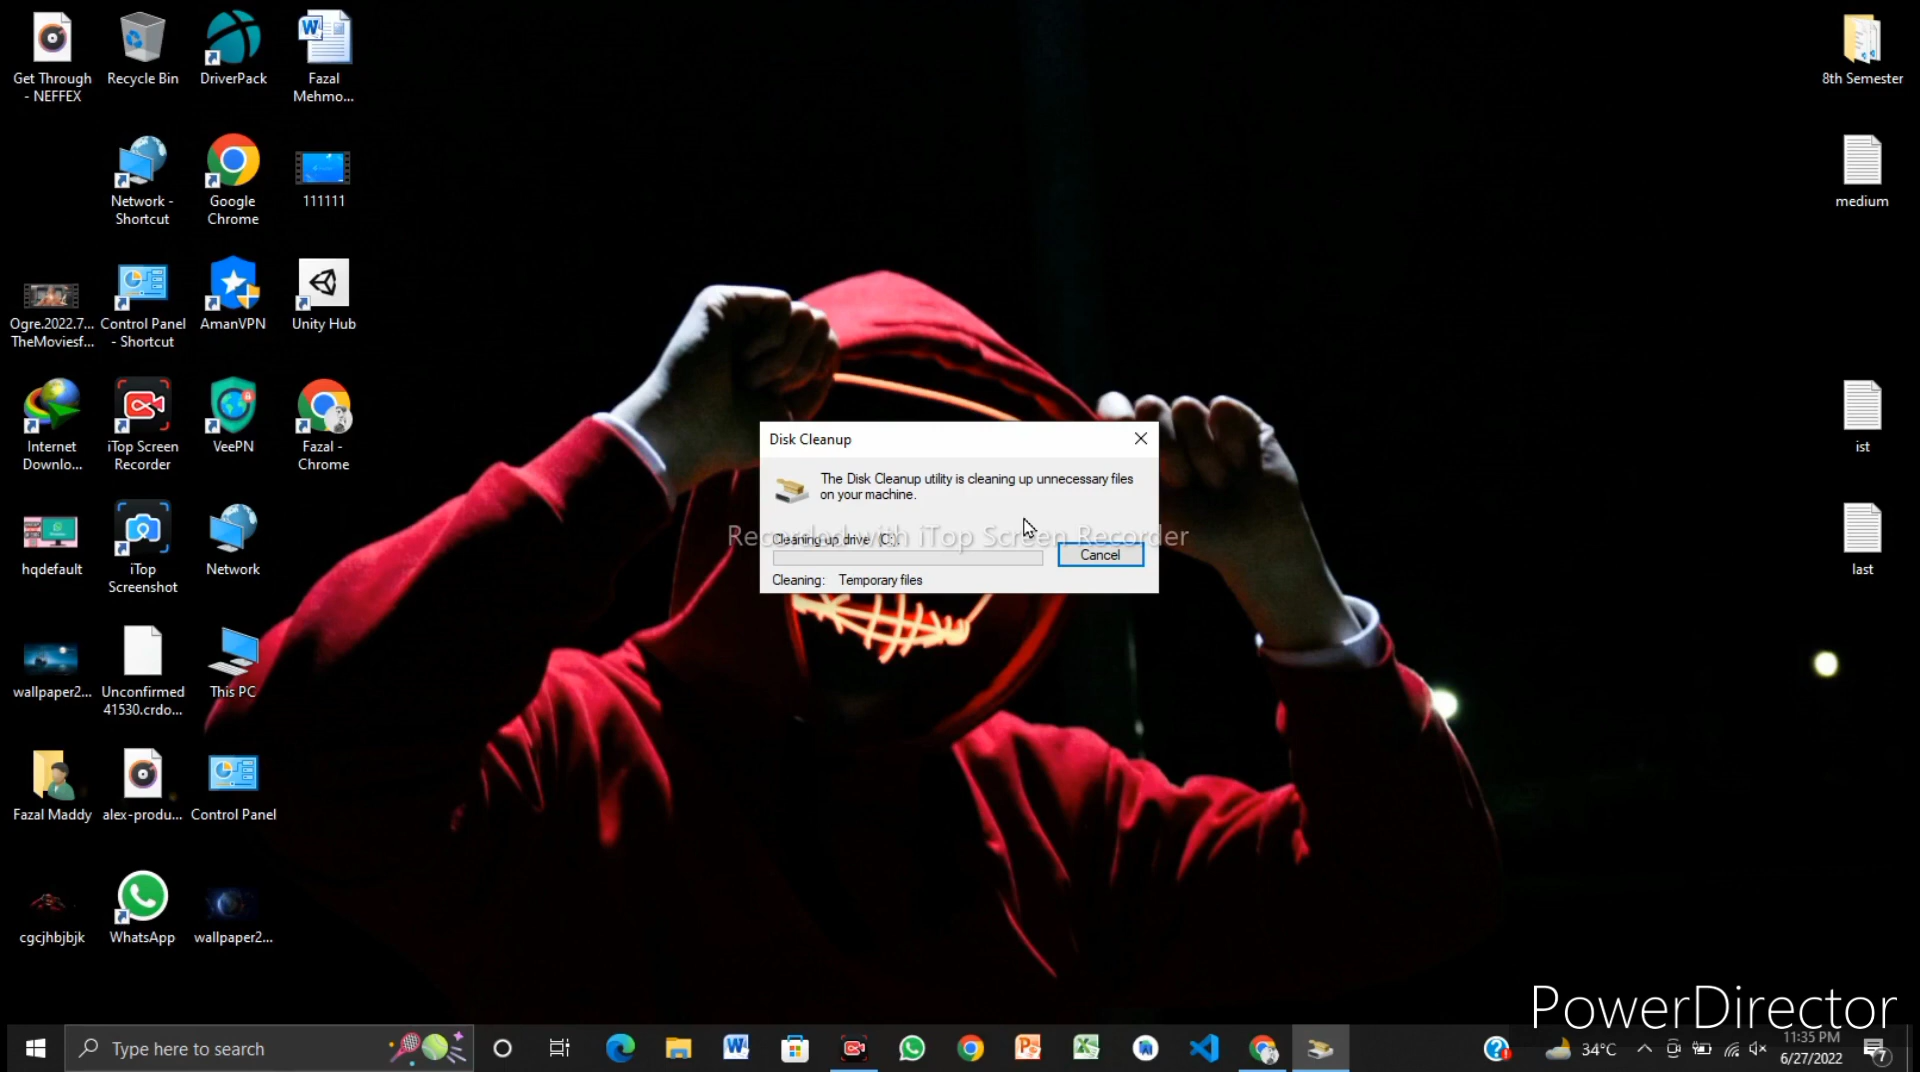 Get Through
- NEFFEX
Recycle Bin
DriverPack
Fazal
Mehmo...
8th Semester
Network -
Shortcut
Google
Chrome
111111
medium
Ogre.2022.7...
TheMoviesf...
Control Panel
- Shortcut
AmanVPN
Unity Hub
Internet
Downlo...
iTop Screen
Recorder
VeePN
Fazal -
Chrome
ist
Disk Cleanup
The Disk Cleanup utility is cleaning up unnecessary files
on your machine.
Recorded with iTop Screen Recorder
Cleaning up drive (C:).
Cancel
Cleaning: Temporary files
hqdefault
iTop
Screenshot
Network
last
wallpaper2...
Unconfirmed
41530.crdo...
This PC
Fazal Maddy
alex-produ...
Control Panel
cgcjhbjbjk
WhatsApp
wallpaper2...
PowerDirector
Type here to search
34°C
11:35 PM
6/27/2022
7